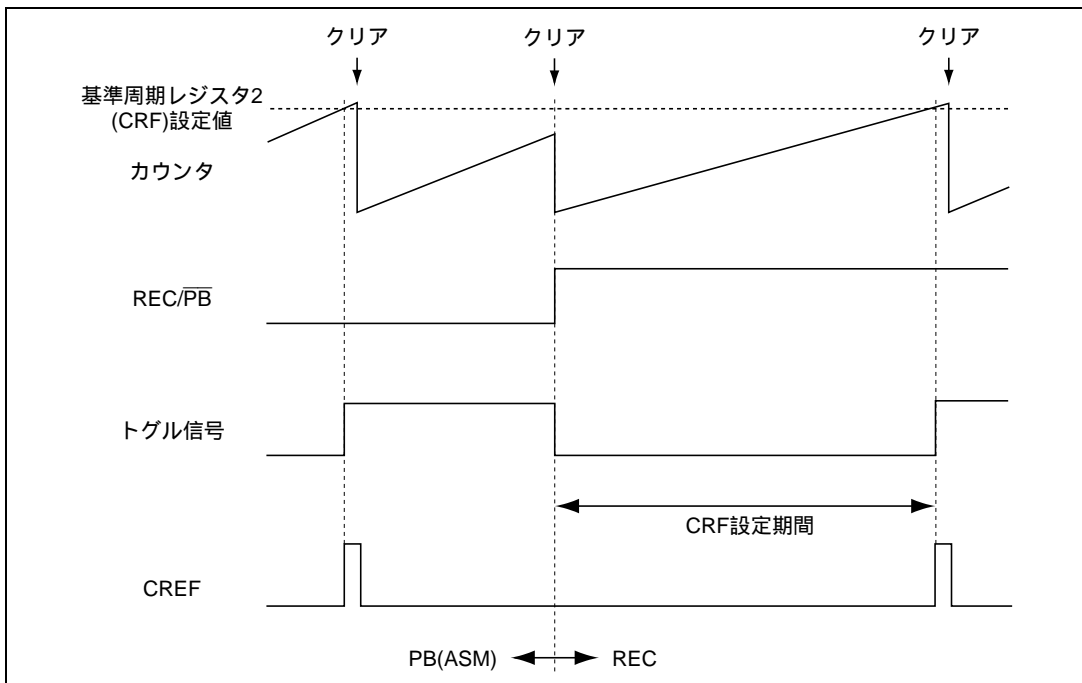 クリア クリア クリア
基準周期レジスタ2
(CRF)設定値
カウンタ
REC/P̅B̅
トグル信号
CRF設定期間
CREF
PB(ASM) REC